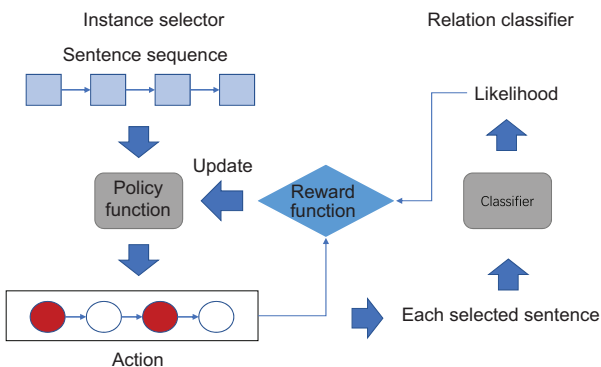 Instance selector
Relation classifier
Sentence sequence
Likelihood
Update
Policy
function
Reward
function
Classifier
Each selected sentence
Action